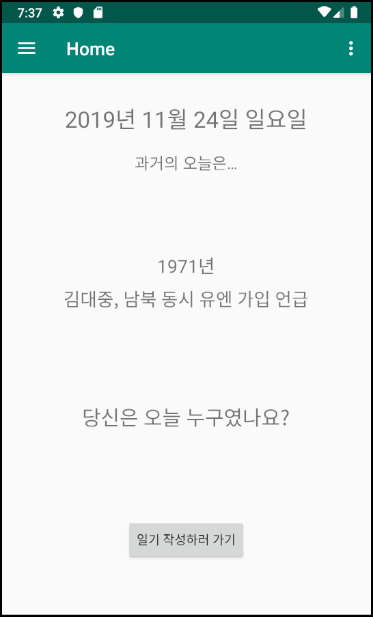 7:37
Home
2019년 11월 24일 일요일
과거의 오늘은...
1971년
김대중, 남북 동시 유엔 가입 언급
당신은 오늘 누구였나요?
일기 작성하러 가기